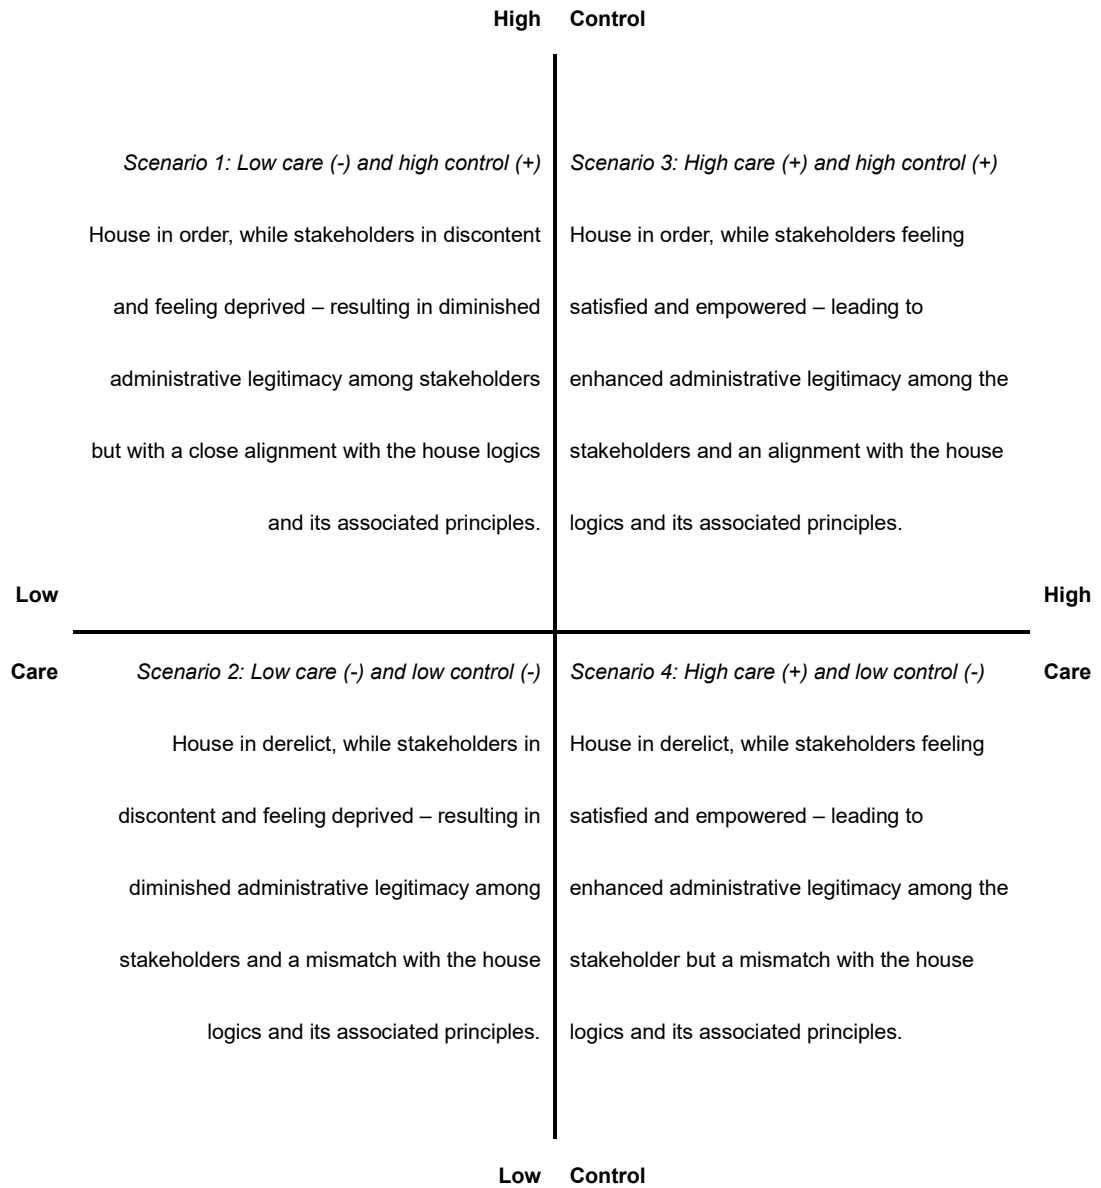 High Control
Scenario 1: Low care (-) and high control (+)
House in order, while stakeholders in discontent
and feeling deprived – resulting in diminished
administrative legitimacy among stakeholders
but with a close alignment with the house logics
and its associated principles.
Scenario 3: High care (+) and high control (+)
House in order, while stakeholders feeling
satisfied and empowered – leading to
enhanced administrative legitimacy among the
stakeholders and an alignment with the house
logics and its associated principles.
Low
Care
High
Care
Scenario 2: Low care (-) and low control (-)
House in derelict, while stakeholders in
discontent and feeling deprived – resulting in
diminished administrative legitimacy among
stakeholders and a mismatch with the house
logics and its associated principles.
Scenario 4: High care (+) and low control (-)
House in derelict, while stakeholders feeling
satisfied and empowered – leading to
enhanced administrative legitimacy among the
stakeholder but a mismatch with the house
logics and its associated principles.
Low Control